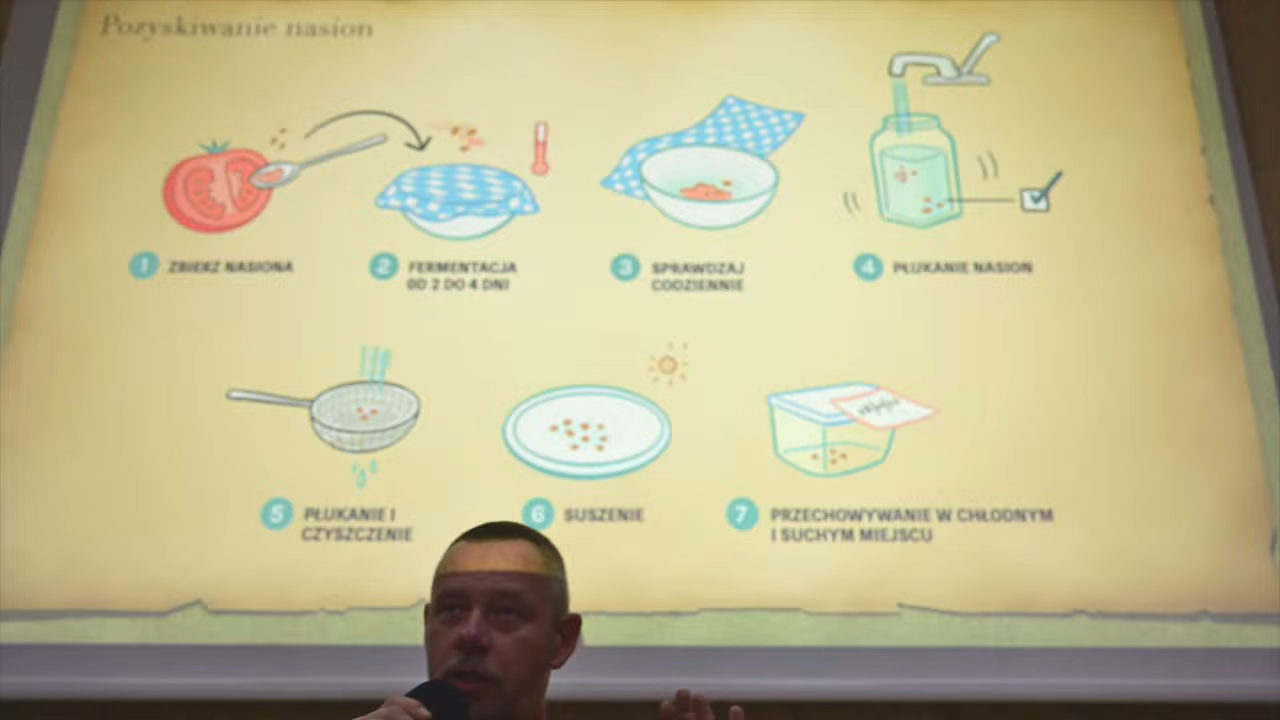 Pozyskiwanie nasion
1 ZBIERZ NASIONA
2 FERMENTACJA
OD 2 DO 4 DNI
3 SPRAWDZAJ
CODZIENNIE
4 PŁUKANIE NASION
5 PŁUKANIE I
CZYSZCZENIE
6 SUSZENIE
7 PRZECHOWYWANIE W CHŁODNYM
I SUCHYM MIEJSCU